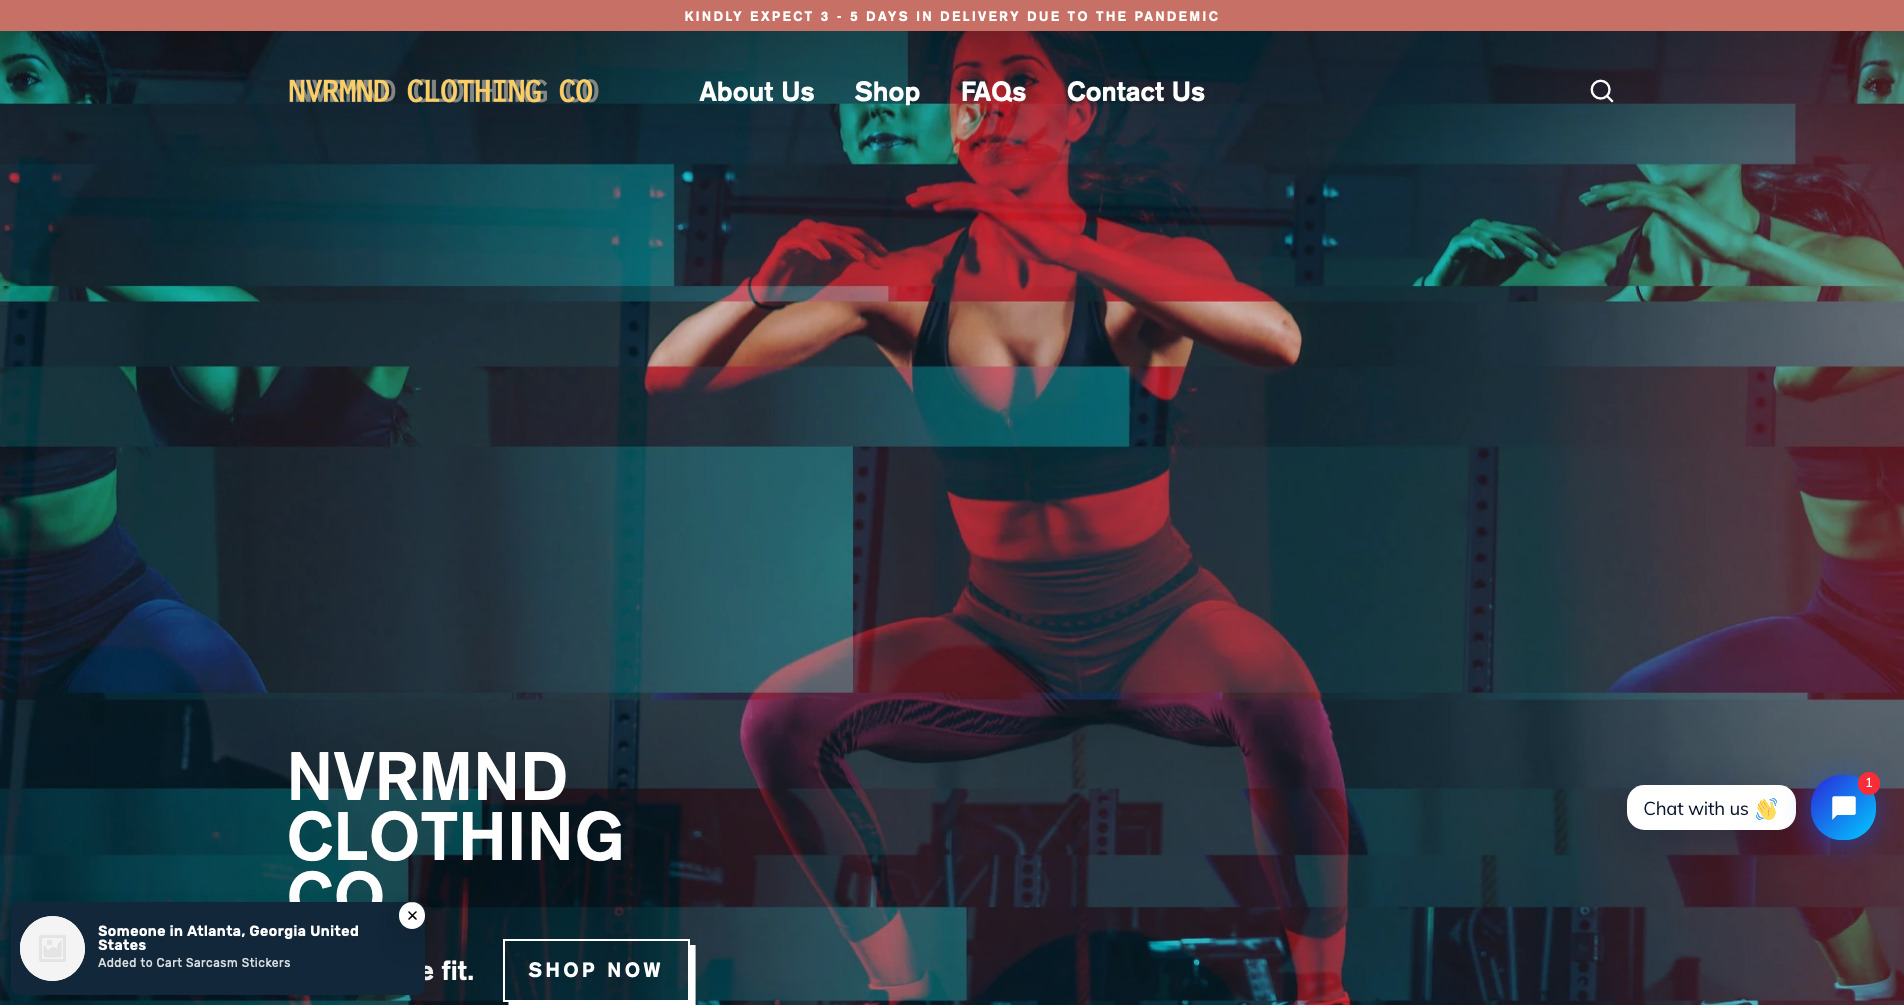 KINDLY EXPECT 3 - 5 DAYS IN DELIVERY DUE TO THE PANDEMIC
NVRMND CLOTHING CO
About Us
Shop
FAQs
Contact Us
NVRMND
CLOTHING
CO
Chat with us 👋
1
Someone in Atlanta, Georgia United
States
Added to Cart Sarcasm Stickers
fit.
SHOP NOW